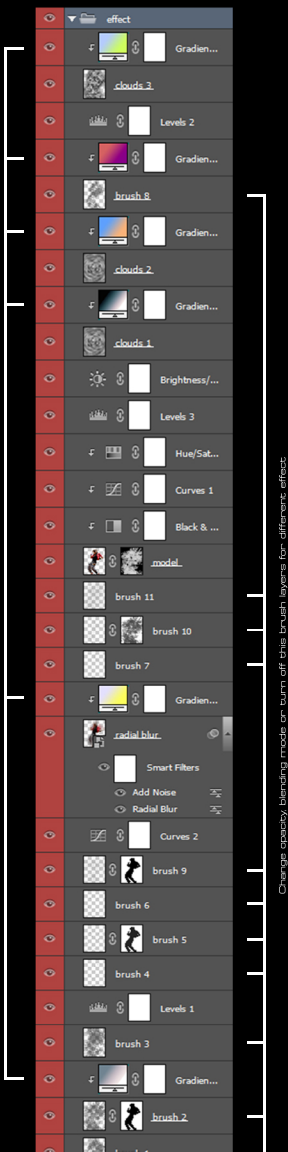 effect
Gradien...
clouds 3
Levels 2
Gradien...
brush 8
Gradien...
clouds 2
Gradien...
clouds 1
Brightness/...
Levels 3
Hue/Sat...
Curves 1
Black & ...
model
brush 11
brush 10
brush 7
Gradien...
radial blur
Smart Filters
Add Noise
Radial Blur
Curves 2
brush 9
brush 6
brush 5
brush 4
Levels 1
brush 3
Gradien...
brush 2
Change opacity, blending mode or turn off this brush layers for different effect